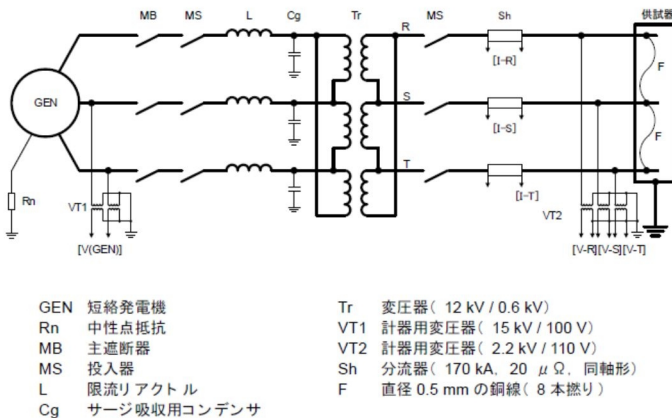 MB MS L Cg Tr R MS Sh 供試器
[I-R]
F
GEN
S
[I-S]
F
T
Rn
VT1
[I-T]
VT2
[V(GEN)]
[V-R][V-S][V-T]
GEN 短絡発電機
Rn 中性点抵抗
MB 主遮断器
MS 投入器
L 限流リアクトル
Cg サージ吸収用コンデンサ
Tr 変圧器( 12 kV / 0.6 kV)
VT1 計器用変圧器( 15 kV / 100 V)
VT2 計器用変圧器( 2.2 kV / 110 V)
Sh 分流器( 170 kA, 20 μΩ, 同軸形)
F 直径 0.5 mm の銅線( 8 本撚り)